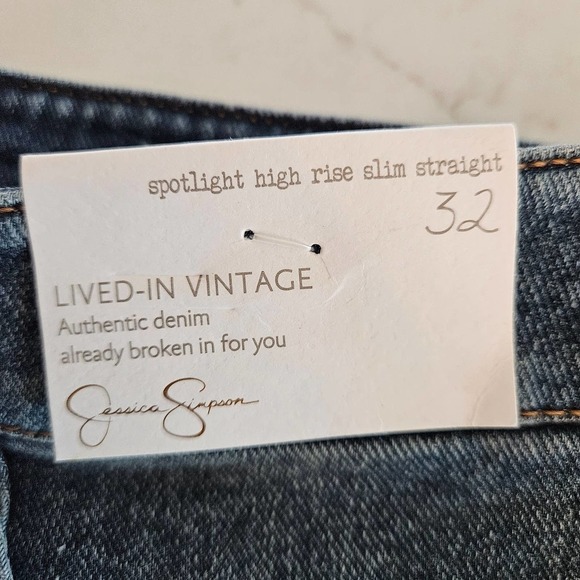 spotlight high rise slim straight
32
LIVED-IN VINTAGE
Authentic denim
already broken in for you
Jessica Simpson